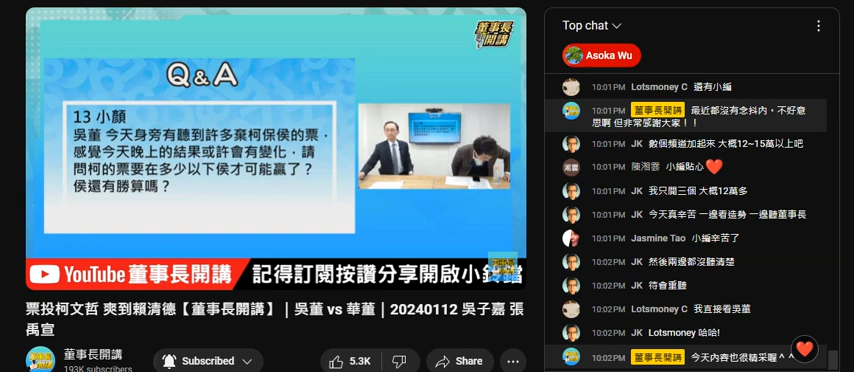 董事長
開講
Q&A
13 小顏
吳董 今天身旁有聽到許多棄柯保侯的票，
感覺今天晚上的結果或許會有變化，請
問柯的票要在多少以下侯才可能贏了？
侯還有勝算嗎？
YouTube 董事長開講
記得訂閱按讚分享開啟小鈴鐺
票投柯文哲 爽到賴清德【董事長開講】｜吳董 vs 華董｜20240112 吳子嘉 張
禹宣
董事長開講
193K subscribers
Subscribed
5.3K
Share
Top chat
Asoka Wu
10:01 PM Lotsmoney C 還有小編
10:01 PM 董事長開講 最近都沒有念抖內，不好意
思啊 但非常感謝大家！！
10:01 PM JK 數個頻道加起來 大概12~15萬以上吧
10:01 PM 陳湘雲 小編貼心❤️
10:01 PM JK 我只開三個 大概12萬多
10:01 PM JK 今天真辛苦 一邊看造勢 一邊聽董事長
10:01 PM Jasmine Tao 小編辛苦了
10:02 PM JK 然後兩邊都沒聽清楚
10:02 PM JK 待會重聽
10:02 PM Lotsmoney C 我直接看吳董
10:02 PM JK Lotsmoney 哈哈!
10:02 PM 董事長開講 今天內容也很精采喔＾＾